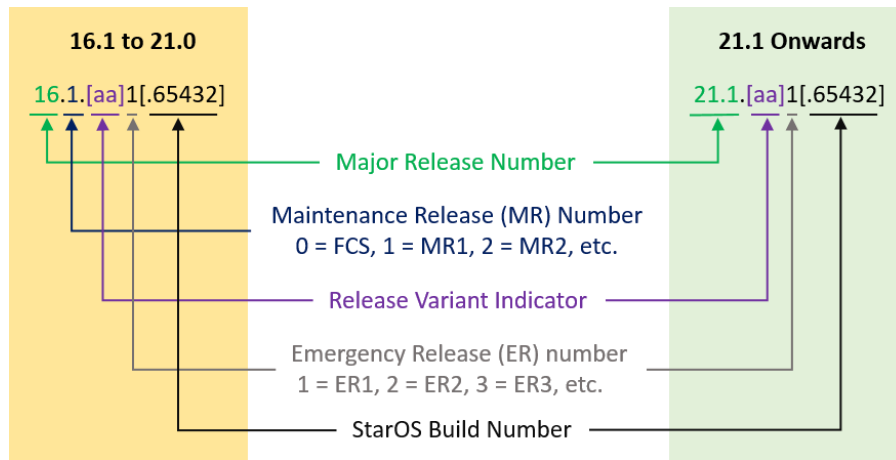 16.1 to 21.0
21.1 Onwards
16.1.[aa]1[.65432]
21.1.[aa]1[.65432]
Major Release Number
Maintenance Release (MR) Number
0 = FCS, 1 = MR1, 2 = MR2, etc.
Release Variant Indicator
Emergency Release (ER) number
1 = ER1, 2 = ER2, 3 = ER3, etc.
StarOS Build Number